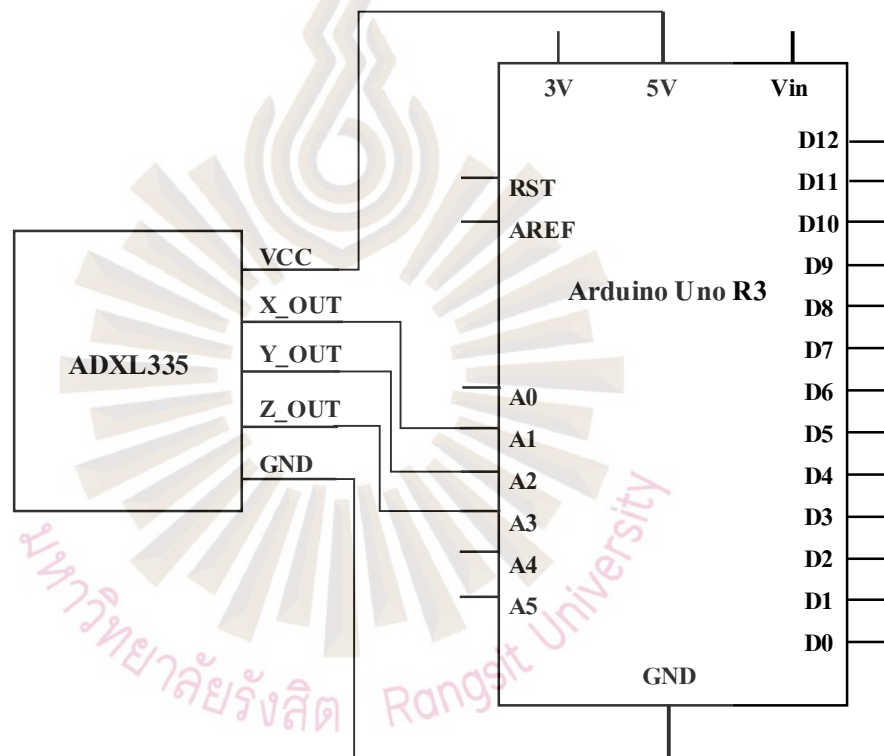 3V
5V
Vin
D12
RST
D11
AREF
D10
VCC
D9
Arduino Uno R3
X_OUT
D8
Y_OUT
D7
ADXL335
A0
D6
Z_OUT
A1
D5
GND
A2
D4
A3
D3
A4
D2
A5
D1
D0
GND
มหาวิทยาลัยรังสิต Rangsit University